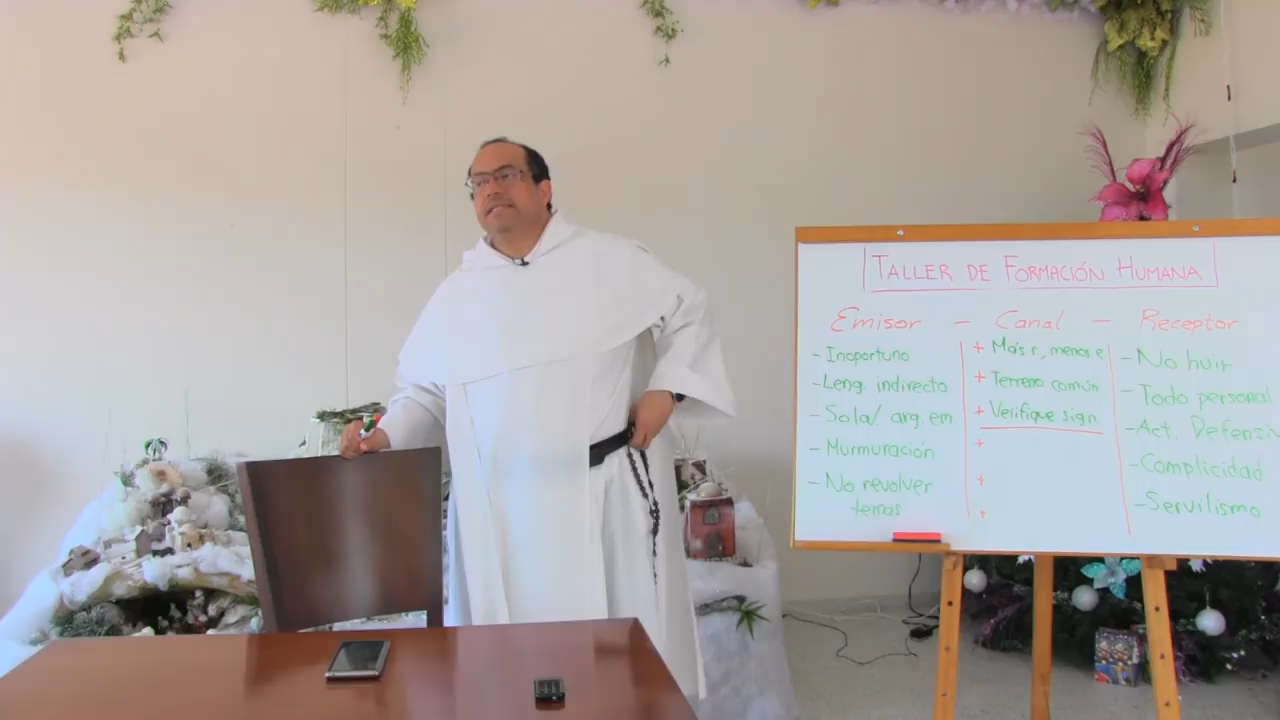 TALLER DE FORMACIÓN HUMANA
Emisor - Canal - Receptor
- Inoportuno
- Leng. indirecto
- Sola/ arg. em.
- Murmuración
- No revolver
temas
+ Más n, menos e
+ Terreno común
+ Verifique sign.
+
+
+
- No huir
- Todo personal
- Act. Defensiv
- Complicidad
- Servilismo